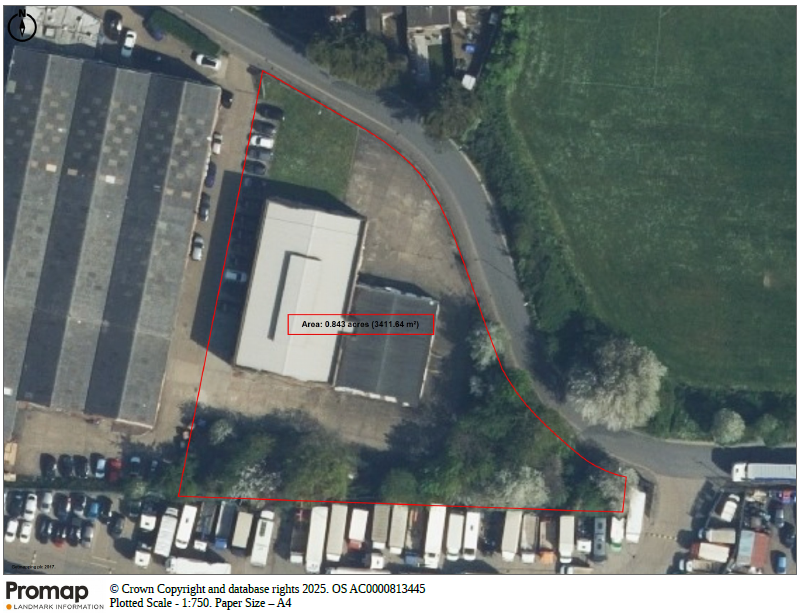 N
Area: 0.843 acres (3411.64 m²)
Promap
LANDMARK INFORMATION
© Crown Copyright and database rights 2025. OS AC0000813445
Plotted Scale - 1:750. Paper Size – A4